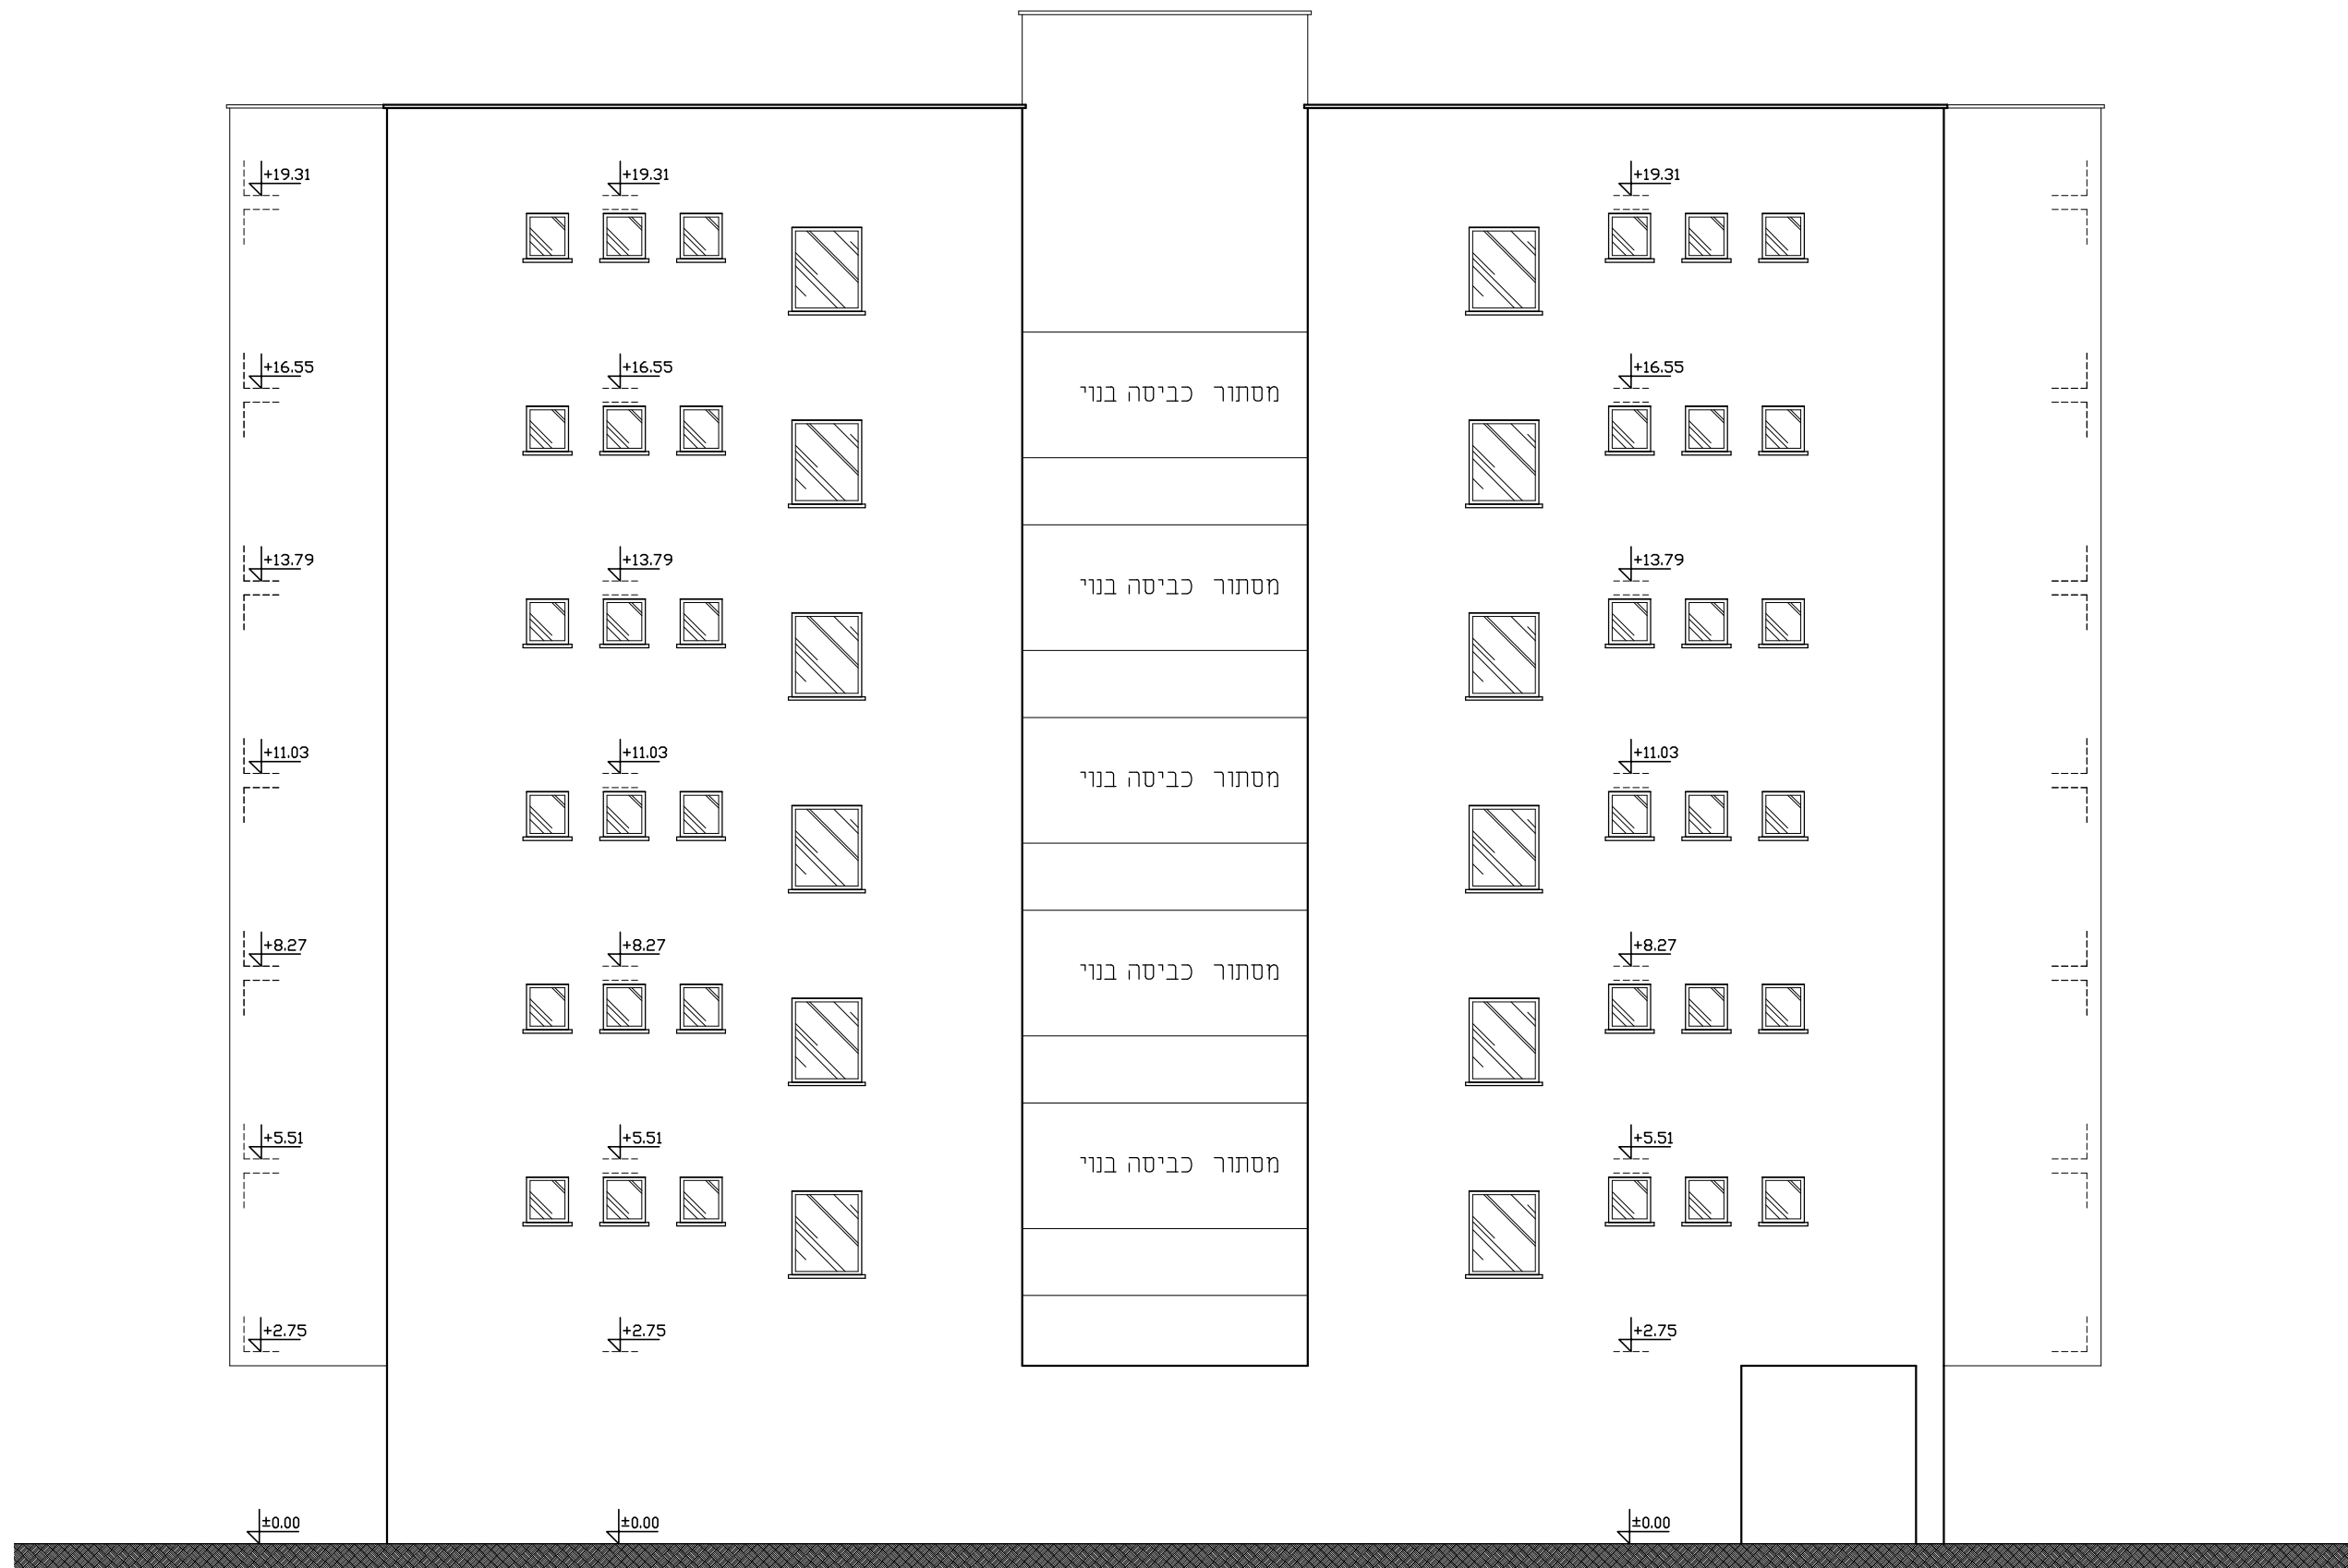 +19.31 +19.31 +19.31
+16.55 +16.55 +16.55
מסתור כביסה בנוי
+13.79 +13.79 +13.79
מסתור כביסה בנוי
+11.03 +11.03 +11.03
מסתור כביסה בנוי
+8.27 +8.27 +8.27
מסתור כביסה בנוי
+5.51 +5.51 +5.51
מסתור כביסה בנוי
+2.75 +2.75 +2.75
±0.00 ±0.00 ±0.00